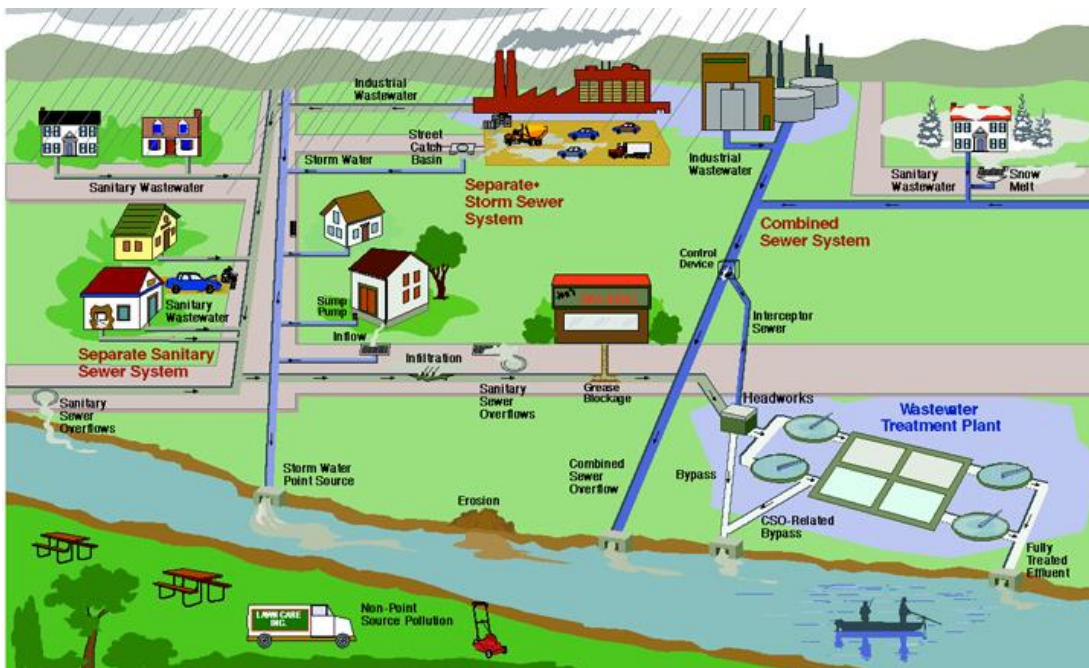 Industrial
Wastewater
Street
Catch
Basin
Storm Water
Separate
Storm Sewer
System
Industrial
Wastewater
Sanitary
Wastewater
Snow
Melt
Sanitary Wastewater
Combined
Sewer System
Control
Device
Sump
Pump
Interceptor
Sewer
Sanitary
Wastewater
Inflow
Separate Sanitary
Sewer System
Infiltration
Sanitary
Sewer
Overflows
Grease
Blockage
Headworks
Sanitary
Sewer
Overflows
Wastewater
Treatment Plant
Storm Water
Point Source
Combined
Sewer
Overflow
Bypass
Erosion
CSO-Related
Bypass
Fully
Treated
Effluent
LAWN CARE
INC.
Non-Point
Source Pollution